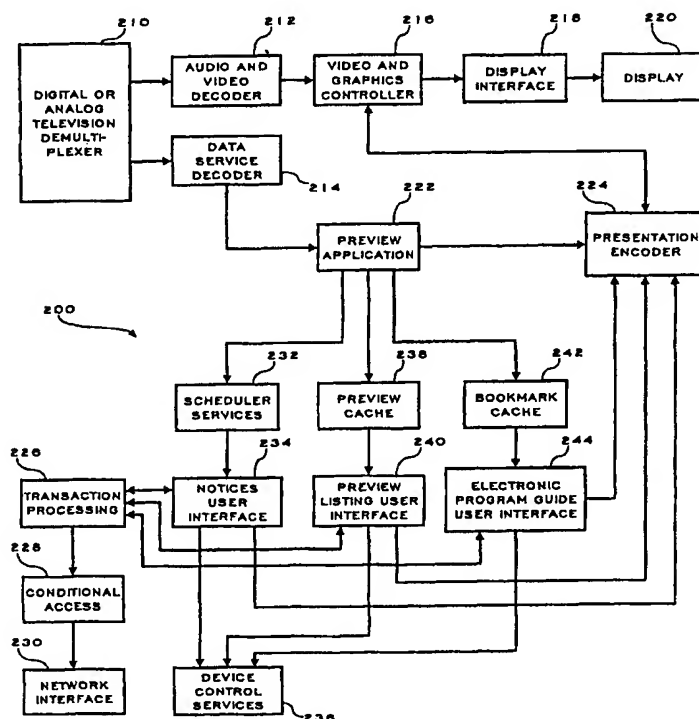 210
DIGITAL OR
ANALOG
TELEVISION
DEMULTI-
PLEXER
212
AUDIO AND
VIDEO
DECODER
216
VIDEO AND
GRAPHICS
CONTROLLER
218
DISPLAY
INTERFACE
220
DISPLAY
DATA
SERVICE
DECODER
214
222
PREVIEW
APPLICATION
224
PRESENTATION
ENCODER
200
232
SCHEDULER
SERVICES
238
PREVIEW
CACHE
242
BOOKMARK
CACHE
226
TRANSACTION
PROCESSING
234
NOTICES
USER
INTERFACE
240
PREVIEW
LISTING USER
INTERFACE
244
ELECTRONIC
PROGRAM GUIDE
USER INTERFACE
228
CONDITIONAL
ACCESS
230
NETWORK
INTERFACE
DEVICE
CONTROL
SERVICES
236